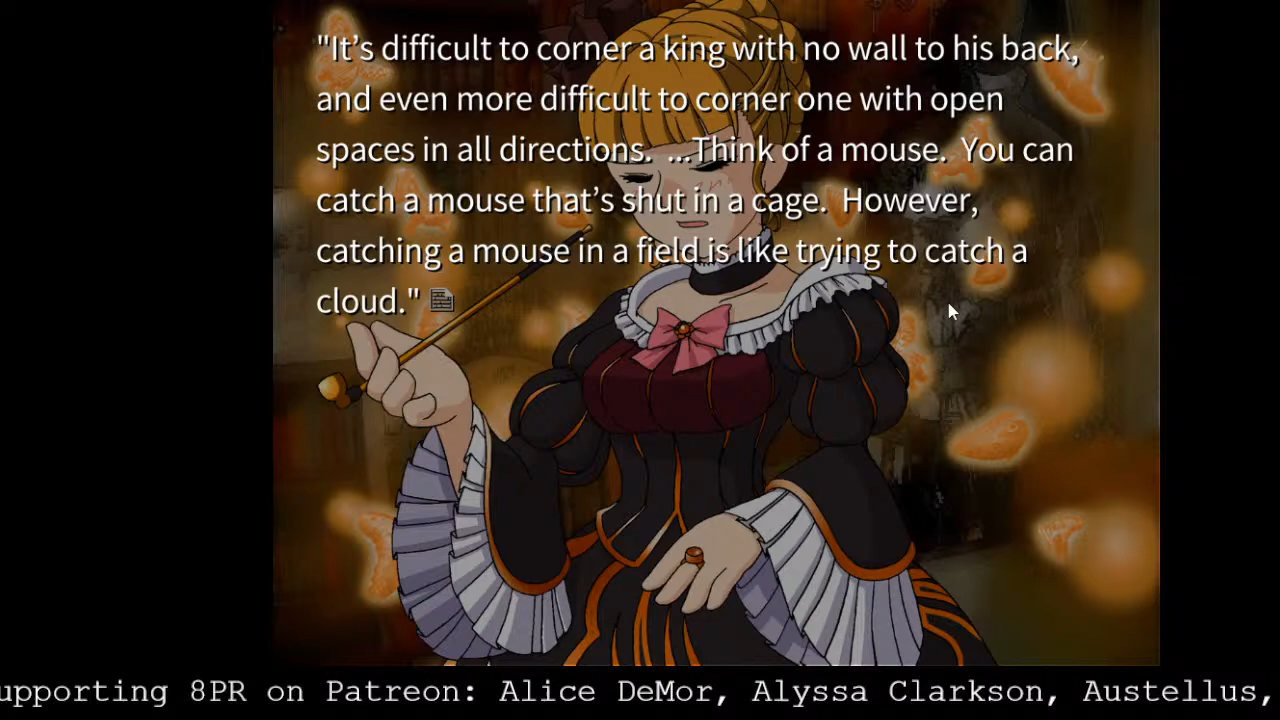 "It’s difficult to corner a king with no wall to his back,
and even more difficult to corner one with open
spaces in all directions.  ...Think of a mouse.  You can
catch a mouse that’s shut in a cage.  However,
catching a mouse in a field is like trying to catch a
cloud."
upporting 8PR on Patreon: Alice DeMor, Alyssa Clarkson, Austellus,